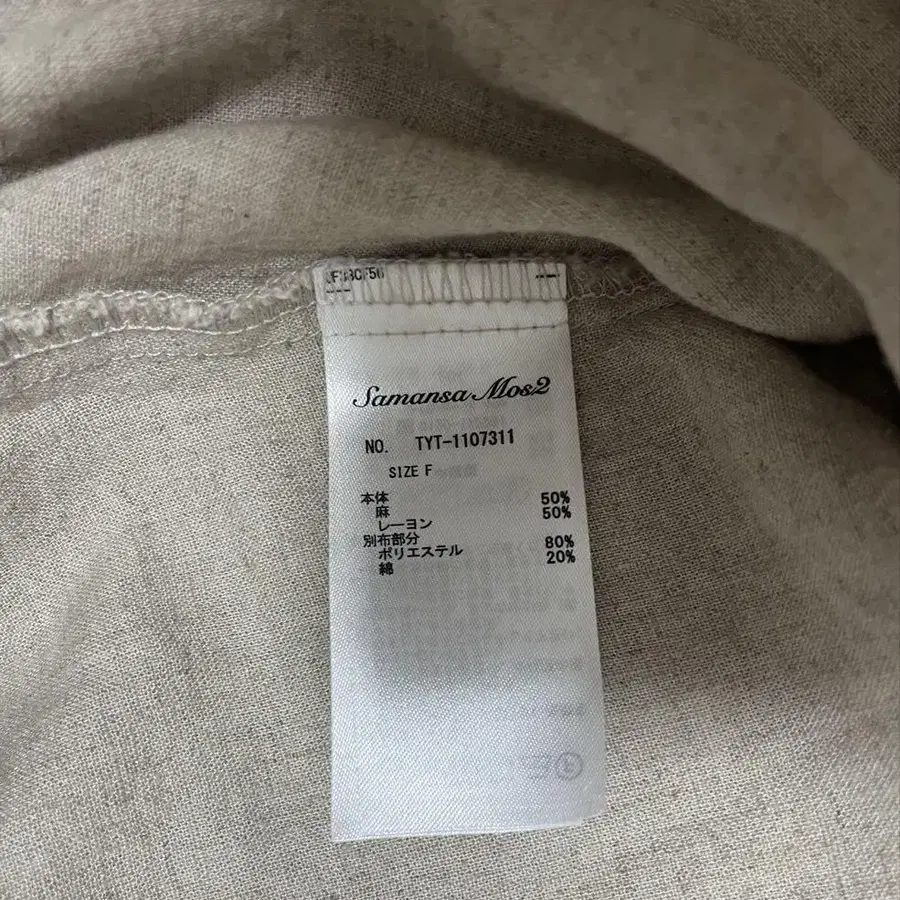 Samansa Mos2
NO. TYT-1107311
SIZE F
本体
麻 50%
レーヨン 50%
別布部分
ポリエステル 80%
綿 20%